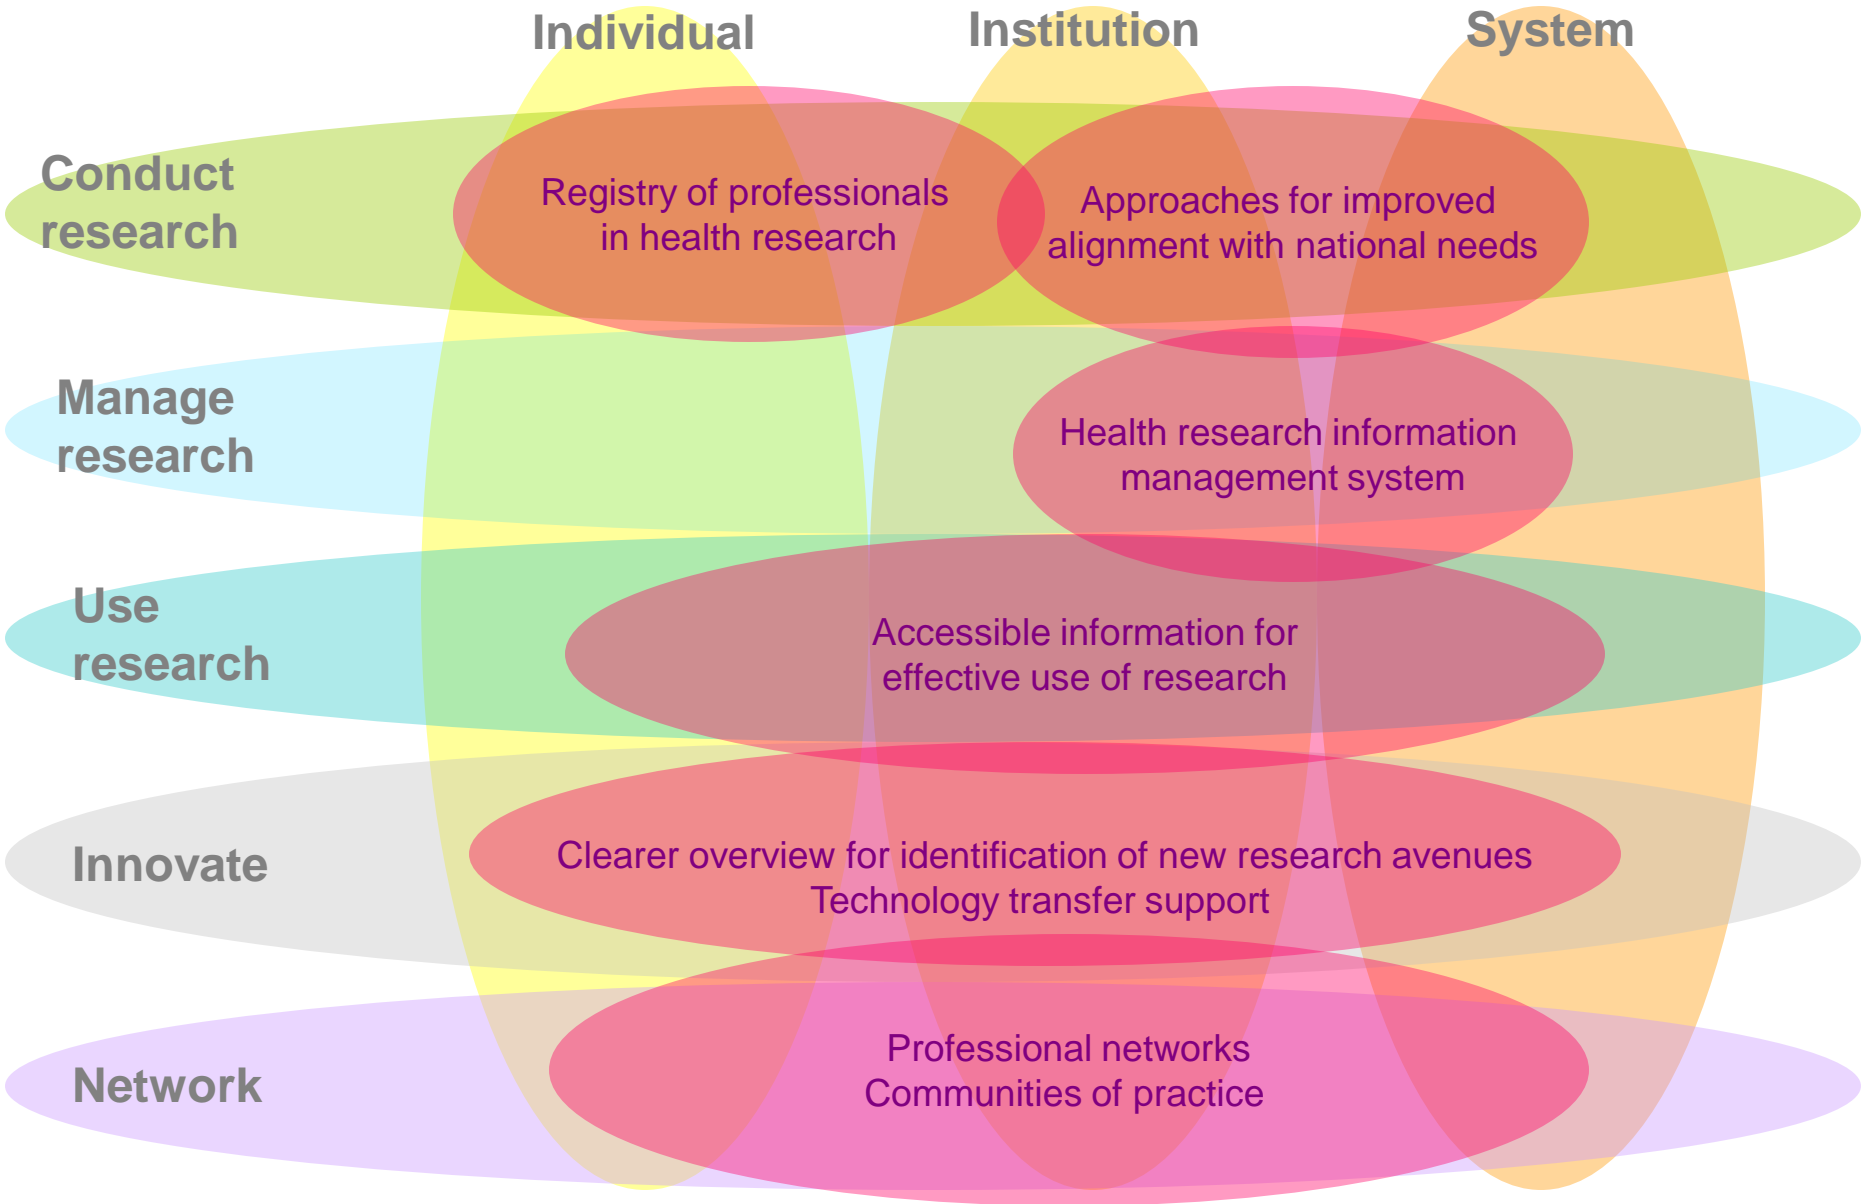 Individual
Institution
System
Conduct
research
Registry of professionals
in health research
Approaches for improved
alignment with national needs
Manage
research
Health research information
management system
Use
research
Accessible information for
effective use of research
Innovate
Clearer overview for identification of new research avenues
Technology transfer support
Network
Professional networks
Communities of practice